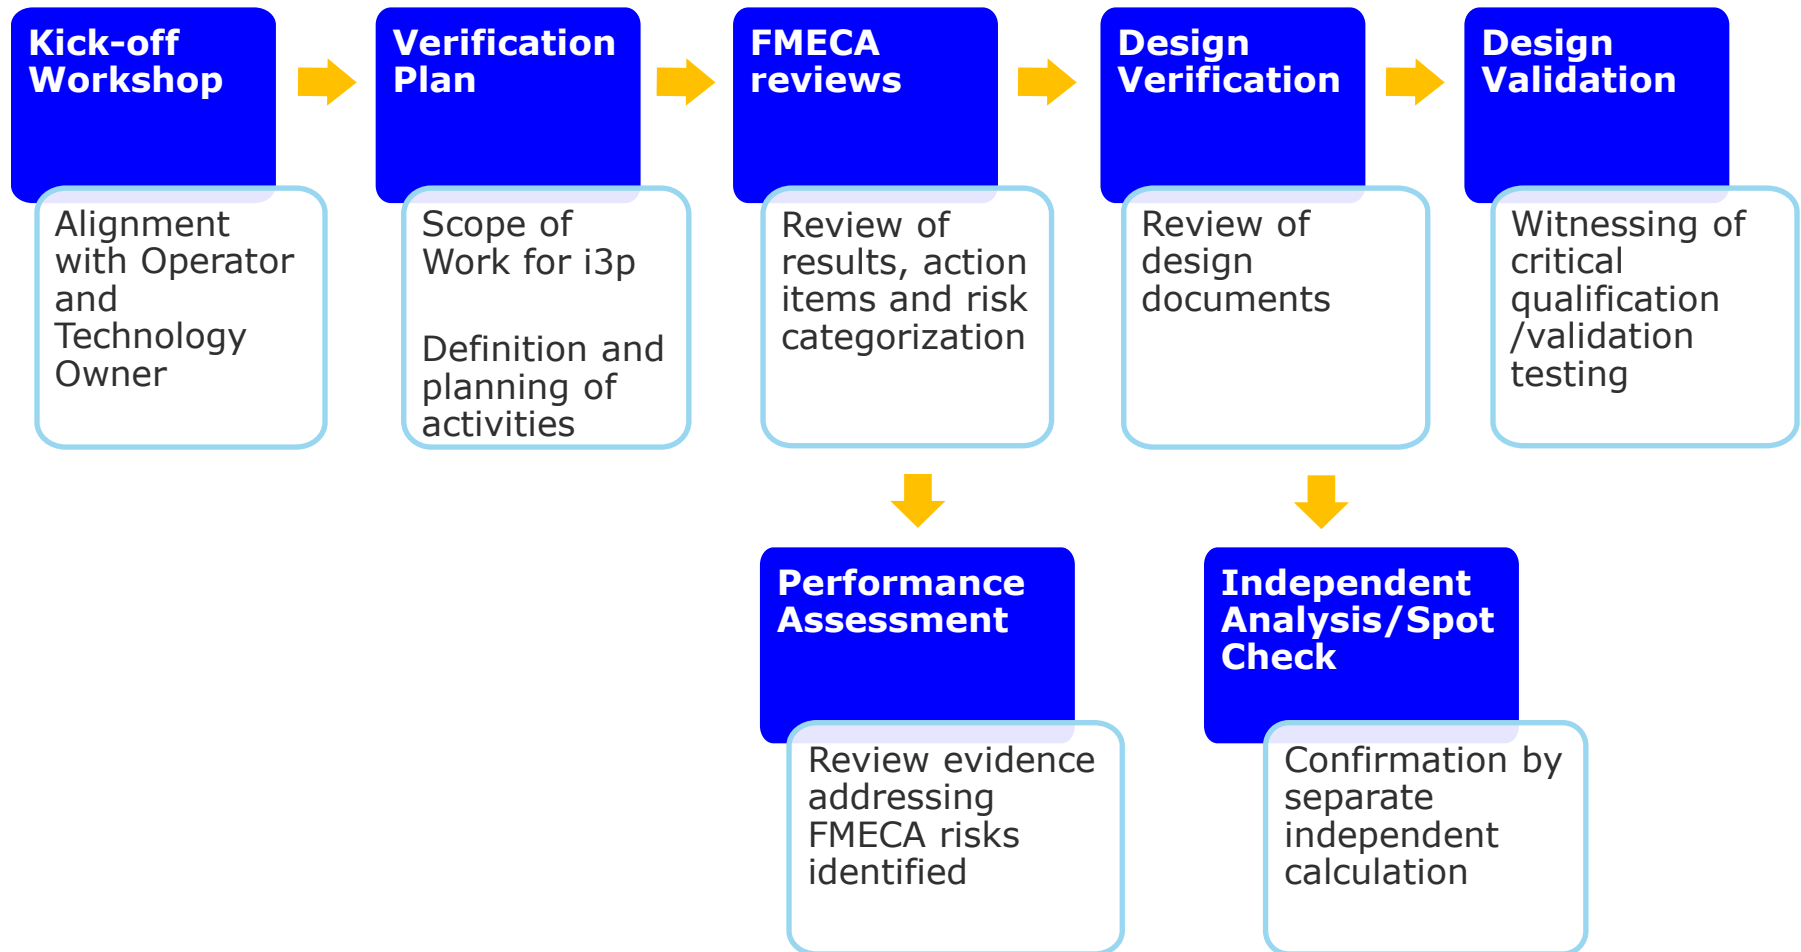 Kick-off
Workshop
Alignment
with Operator
and
Technology
Owner
Verification
Plan
Scope of
Work for i3p
Definition and
planning of
activities
FMECA
reviews
Review of
results, action
items and risk
categorization
Design
Verification
Review of
design
documents
Design
Validation
Witnessing of
critical
qualification
/validation
testing
Performance
Assessment
Review evidence
addressing
FMECA risks
identified
Independent
Analysis/Spot
Check
Confirmation by
separate
independent
calculation